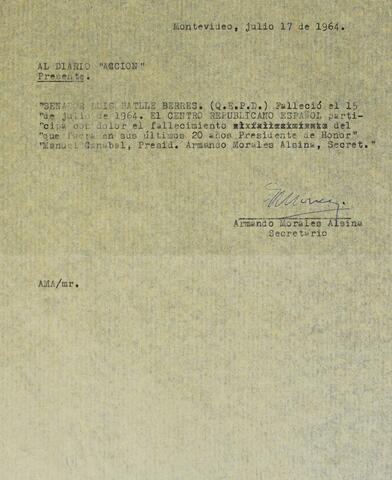 Montevideo, julio 17 de 1964.
AL DIARIO "ACCION"
Presente.
"SENADOR LUIS BATLLE BERRES. (Q.E.P.D.) Falleció el 15
"de julio de 1964. El CENTRO REPUBLICANO ESPAÑOL parti-
"cipa con dolor el fallecimiento del
"que fuera en sus últimos 20 años Presidente de Honor"
"Manuel Canabal, Presid. Armando Morales Alsina, Secret."
Armando Morales Alsina
Secretario
AMA/mr.